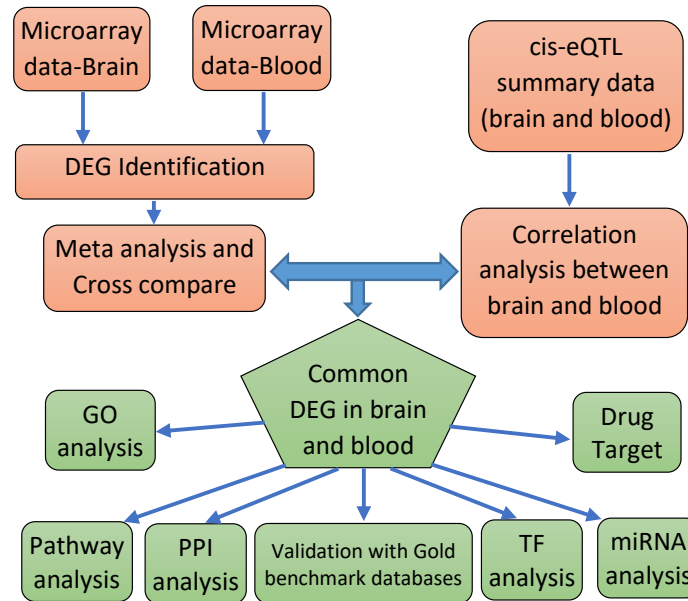 Microarray
data-Brain
Microarray
data-Blood
cis-eQTL
summary data
(brain and blood)
DEG Identification
Meta analysis and
Cross compare
Correlation
analysis between
brain and blood
Common
DEG in brain
and blood
GO
analysis
Drug
Target
Pathway
analysis
PPI
analysis
Validation with Gold
benchmark databases
TF
analysis
miRNA
analysis